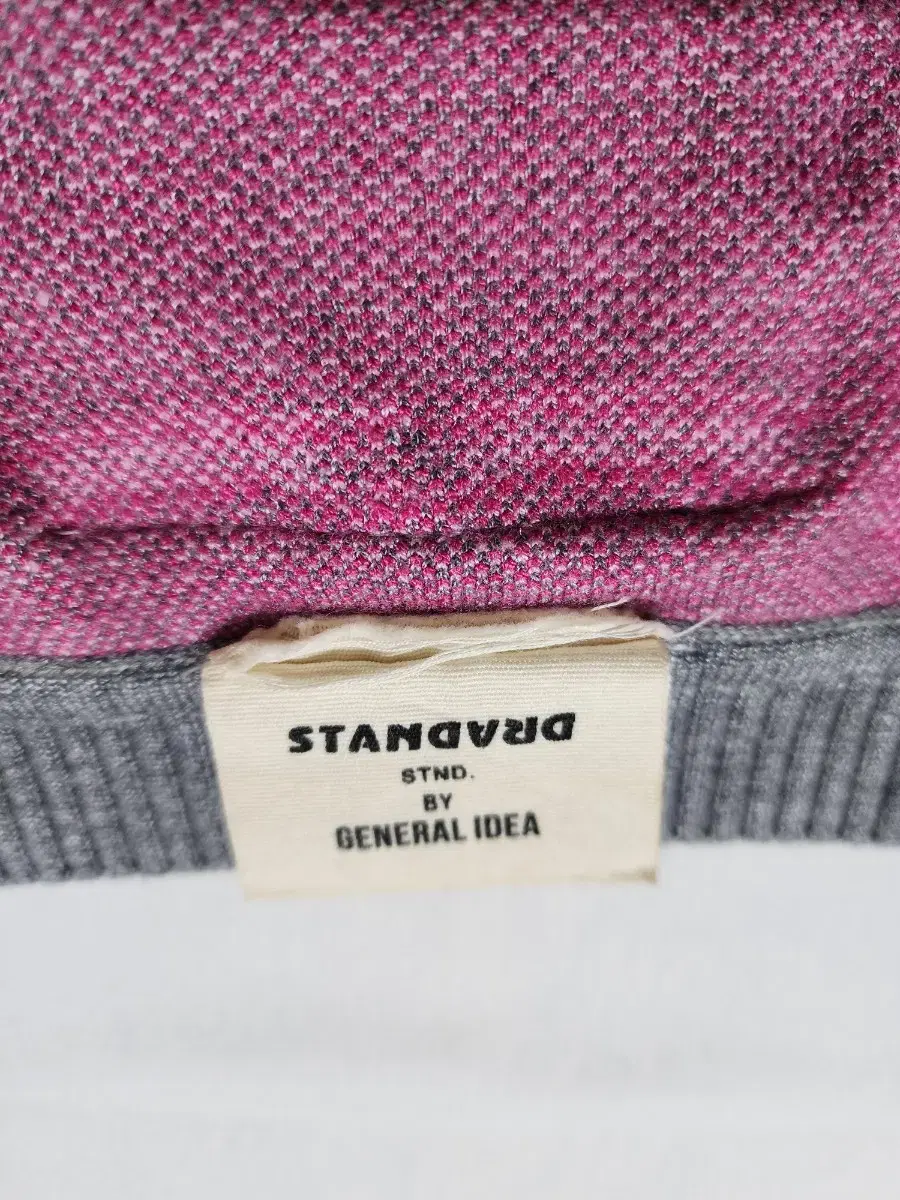 STANDARD
STND.
BY
GENERAL IDEA